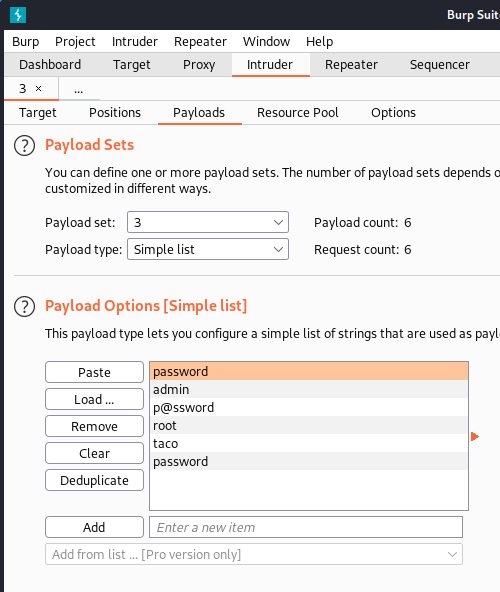 Burp Suit
Burp Project Intruder Repeater Window Help
Dashboard Target Proxy Intruder Repeater Sequencer
3 × ...
Target Positions Payloads Resource Pool Options
? Payload Sets
You can define one or more payload sets. The number of payload sets depends o
customized in different ways.
Payload set: 3 Payload count: 6
Payload type: Simple list Request count: 6
? Payload Options [Simple list]
This payload type lets you configure a simple list of strings that are used as payl
Paste
Load ...
Remove
Clear
Deduplicate
password
admin
p@ssword
root
taco
password
Add Enter a new item
Add from list ... [Pro version only]